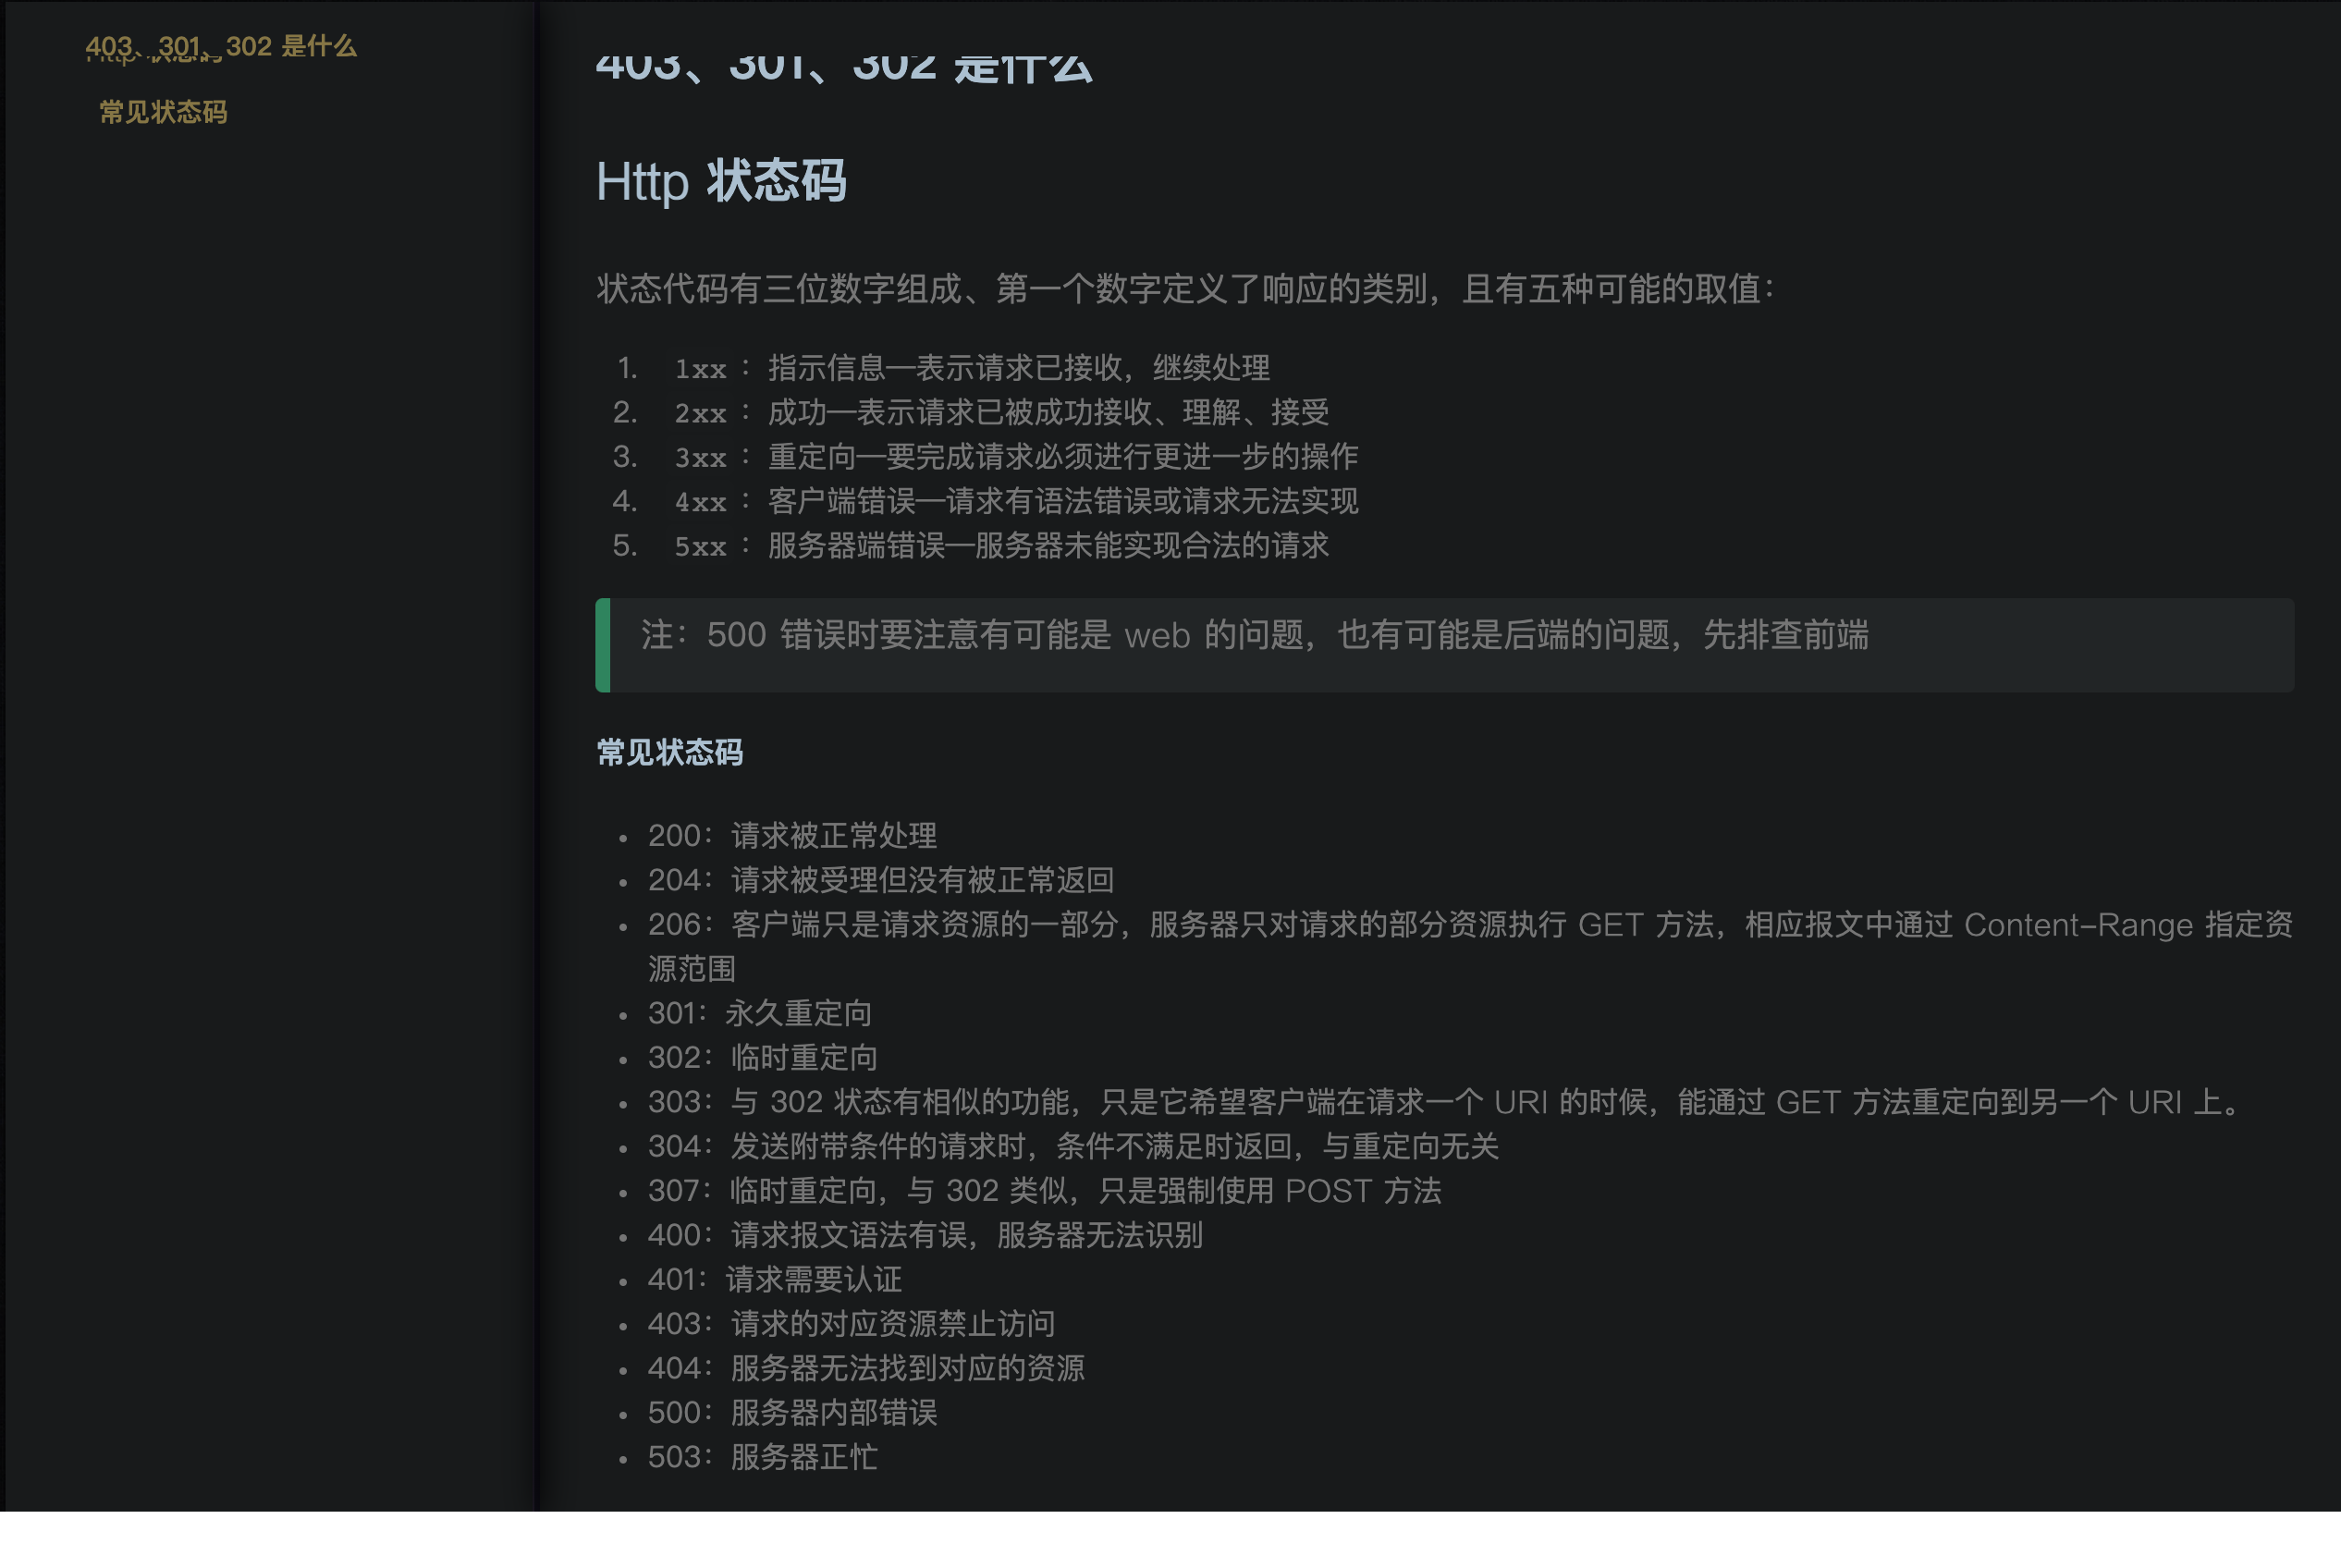 403、301、302 是什么
Http 状态码
常见状态码
403、301、302 是什么
Http 状态码
状态代码有三位数字组成、第一个数字定义了响应的类别，且有五种可能的取值：
1. 1xx ：指示信息—表示请求已接收，继续处理
2. 2xx ：成功—表示请求已被成功接收、理解、接受
3. 3xx ：重定向—要完成请求必须进行更进一步的操作
4. 4xx ：客户端错误—请求有语法错误或请求无法实现
5. 5xx ：服务器端错误—服务器未能实现合法的请求
注：500 错误时要注意有可能是 web 的问题，也有可能是后端的问题，先排查前端
常见状态码
• 200：请求被正常处理
• 204：请求被受理但没有被正常返回
• 206：客户端只是请求资源的一部分，服务器只对请求的部分资源执行 GET 方法，相应报文中通过 Content-Range 指定资
源范围
• 301：永久重定向
• 302：临时重定向
• 303：与 302 状态有相似的功能，只是它希望客户端在请求一个 URI 的时候，能通过 GET 方法重定向到另一个 URI 上。
• 304：发送附带条件的请求时，条件不满足时返回，与重定向无关
• 307：临时重定向，与 302 类似，只是强制使用 POST 方法
• 400：请求报文语法有误，服务器无法识别
• 401：请求需要认证
• 403：请求的对应资源禁止访问
• 404：服务器无法找到对应的资源
• 500：服务器内部错误
• 503：服务器正忙